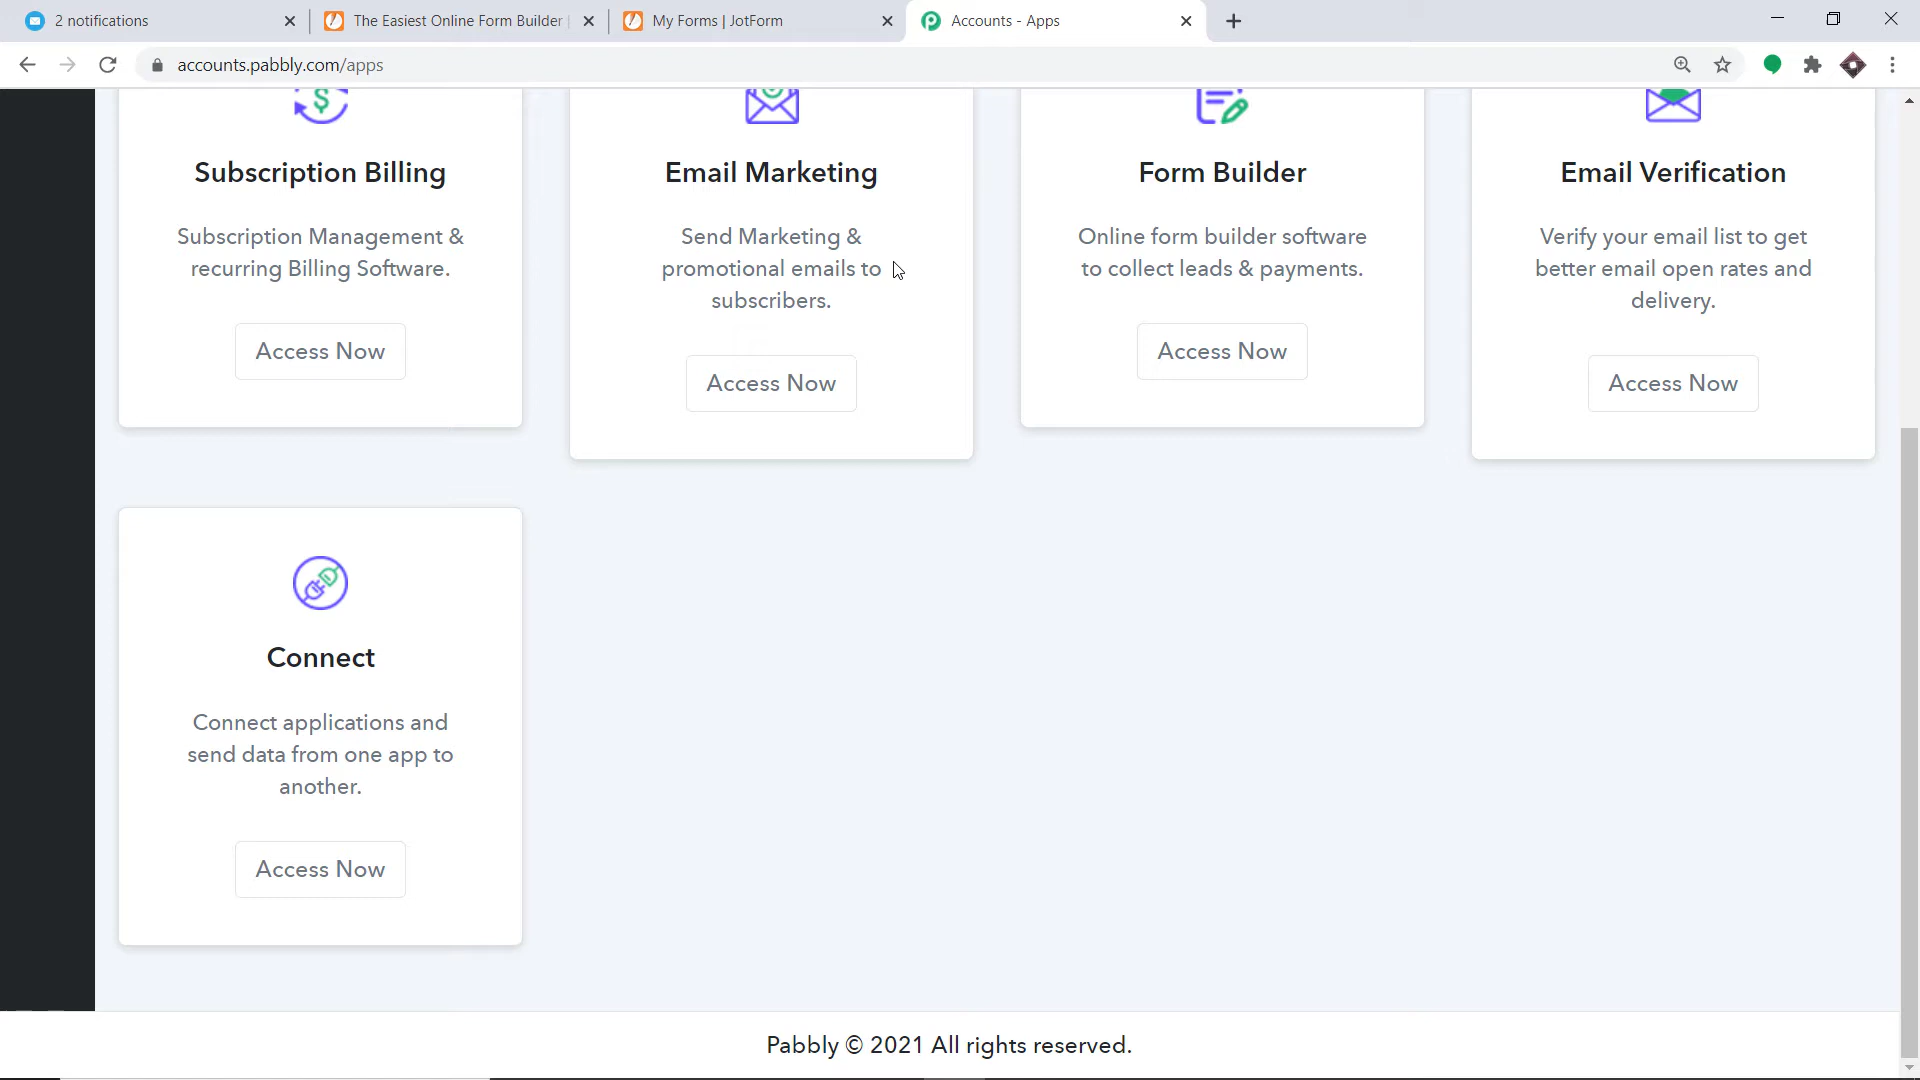 2 notifications
The Easiest Online Form Builder
My Forms | JotForm
Accounts - Apps
accounts.pabbly.com/apps
Subscription Billing
Subscription Management &
recurring Billing Software.
Access Now
Email Marketing
Send Marketing &
promotional emails to
subscribers.
Access Now
Form Builder
Online form builder software
to collect leads & payments.
Access Now
Email Verification
Verify your email list to get
better email open rates and
delivery.
Access Now
Connect
Connect applications and
send data from one app to
another.
Access Now
Pabbly © 2021 All rights reserved.